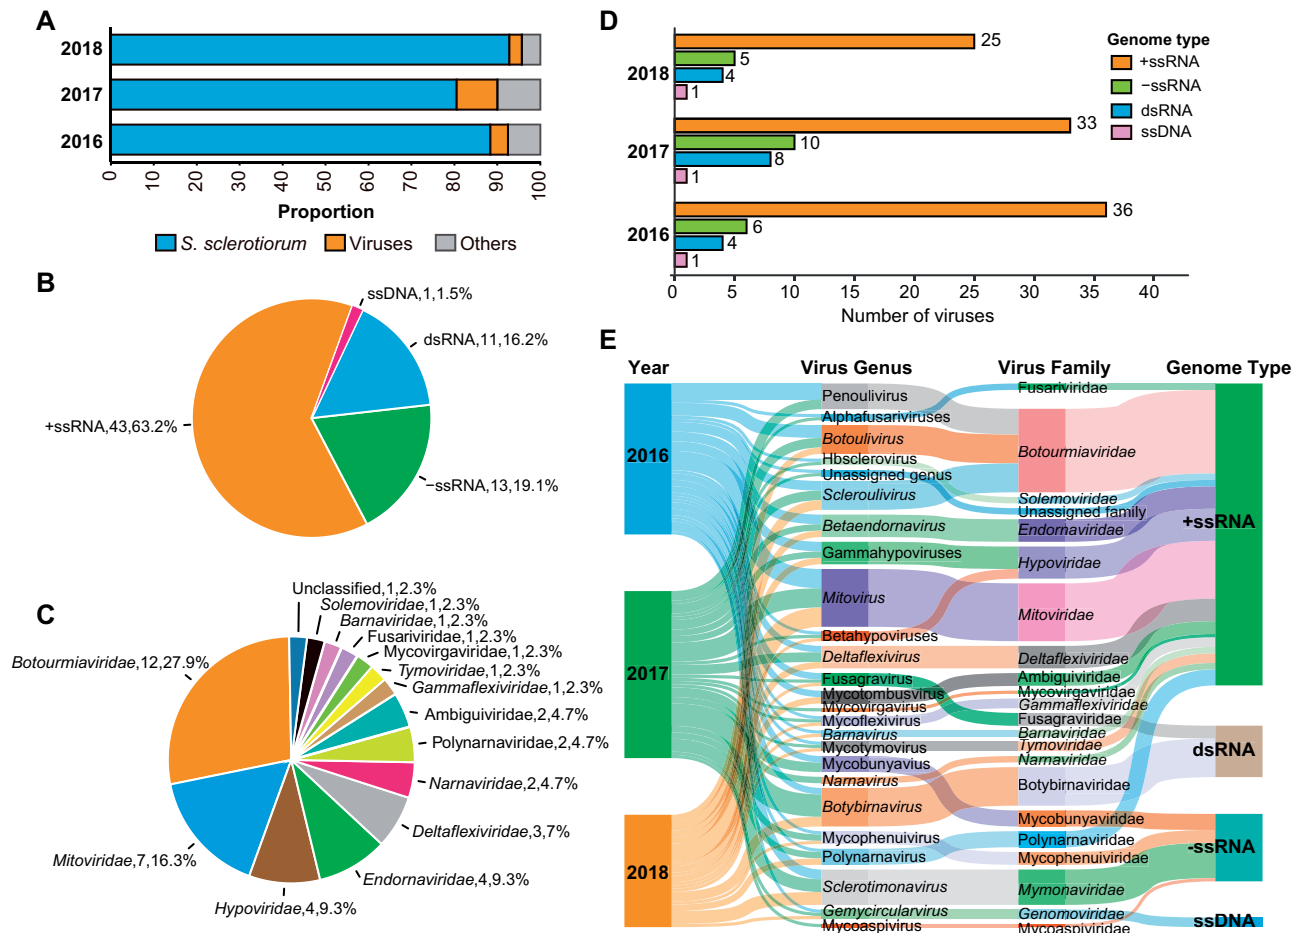 A
2018
2017
2016
0 10 20 30 40 50 60 70 80 90 100
Proportion
S. sclerotiorum Viruses Others
B
ssDNA,1,1.5%
dsRNA,11,16.2%
+ssRNA,43,63.2%
−ssRNA,13,19.1%
C
Unclassified,1,2.3%
Solemoviridae,1,2.3%
Barnaviridae,1,2.3%
Fusariviridae,1,2.3%
Mycovirgaviridae,1,2.3%
Tymoviridae,1,2.3%
Gammaflexiviridae,1,2.3%
Ambiguiviridae,2,4.7%
Polynarnaviridae,2,4.7%
Narnaviridae,2,4.7%
Deltaflexiviridae,3,7%
Endornaviridae,4,9.3%
Hypoviridae,4,9.3%
Mitoviridae,7,16.3%
Botourmiaviridae,12,27.9%
D
Genome type
+ssRNA
−ssRNA
dsRNA
ssDNA
2018
25
5
4
1
2017
33
10
8
1
2016
36
6
4
1
0 5 10 15 20 25 30 35 40
Number of viruses
E
Year Virus Genus Virus Family Genome Type
2016
2017
2018
Penoulivirus
Alphafusariviruses
Botoulivirus
Hbsclerovirus
Unassigned genus
Scleroulivirus
Betaendornavirus
Gammahypoviruses
Mitovirus
Betahypoviruses
Deltaflexivirus
Fusagravirus
Mycotombusvirus
Mycovirgavirus
Mycoflexivirus
Barnavirus
Mycotymovirus
Mycobunyavius
Narnavirus
Botybirnavirus
Mycophenuivirus
Polynarnavirus
Sclerotimonavirus
Gemycircularvirus
Mycoaspivirus
Fusariviridae
Botourmiaviridae
Solemoviridae
Unassigned family
Endornaviridae
Hypoviridae
Mitoviridae
Deltaflexiviridae
Ambiguiviridae
Mycovirgaviridae
Gammaflexiviridae
Fusagraviridae
Barnaviridae
Tymoviridae
Narnaviridae
Botybirnaviridae
Mycobunyaviridae
Polynarnaviridae
Mycophenuiviridae
Mymonaviridae
Genomoviridae
Mycoaspiviridae
+ssRNA
dsRNA
-ssRNA
ssDNA